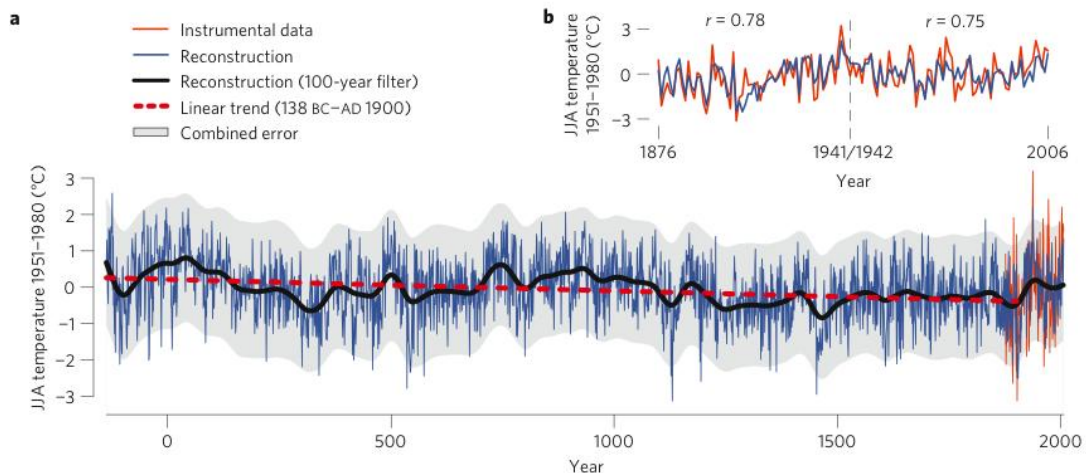 a
Instrumental data
Reconstruction
Reconstruction (100-year filter)
Linear trend (138 BC–AD 1900)
Combined error
b
r = 0.78
r = 0.75
JJA temperature
1951–1980 (°C)
3
0
−3
1876
1941/1942
2006
Year
JJA temperature 1951–1980 (°C)
3
2
1
0
−1
−2
−3
0
500
1000
1500
2000
Year